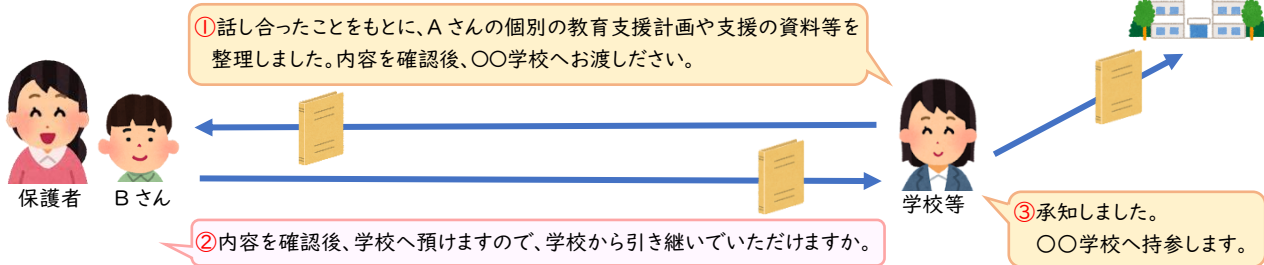 ①話し合ったことをもとに、Aさんの個別の教育支援計画や支援の資料等を
整理しました。内容を確認後、〇〇学校へお渡しださい。
保護者
Bさん
学校等
②内容を確認後、学校へ預けますので、学校から引き継いでいただけますか。
③承知しました。
〇〇学校へ持参します。